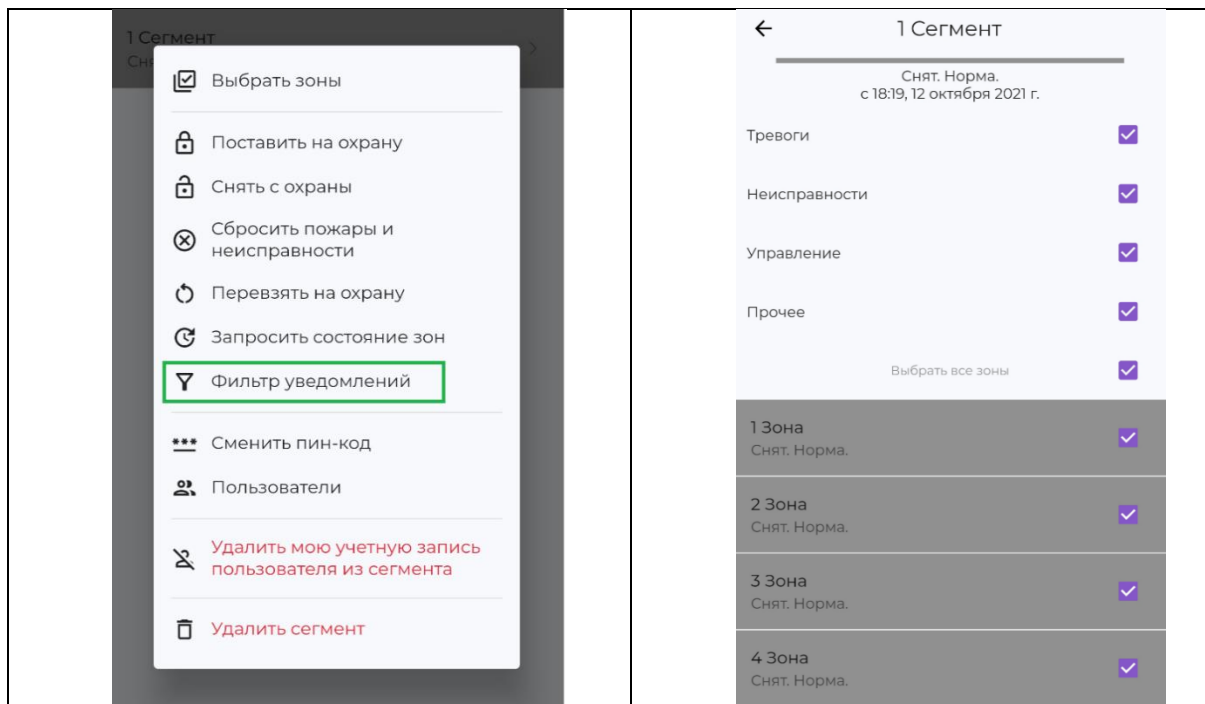 1 Сегмент
Сня
Выбрать зоны
Поставить на охрану
Снять с охраны
Сбросить пожары и
неисправности
Перевзять на охрану
Запросить состояние зон
Фильтр уведомлений
Сменить пин-код
Пользователи
Удалить мою учетную запись
пользователя из сегмента
Удалить сегмент
1 Сегмент
Снят. Норма.
с 18:19, 12 октября 2021 г.
Тревоги
Неисправности
Управление
Прочее
Выбрать все зоны
1 Зона
Снят. Норма.
2 Зона
Снят. Норма.
3 Зона
Снят. Норма.
4 Зона
Снят. Норма.